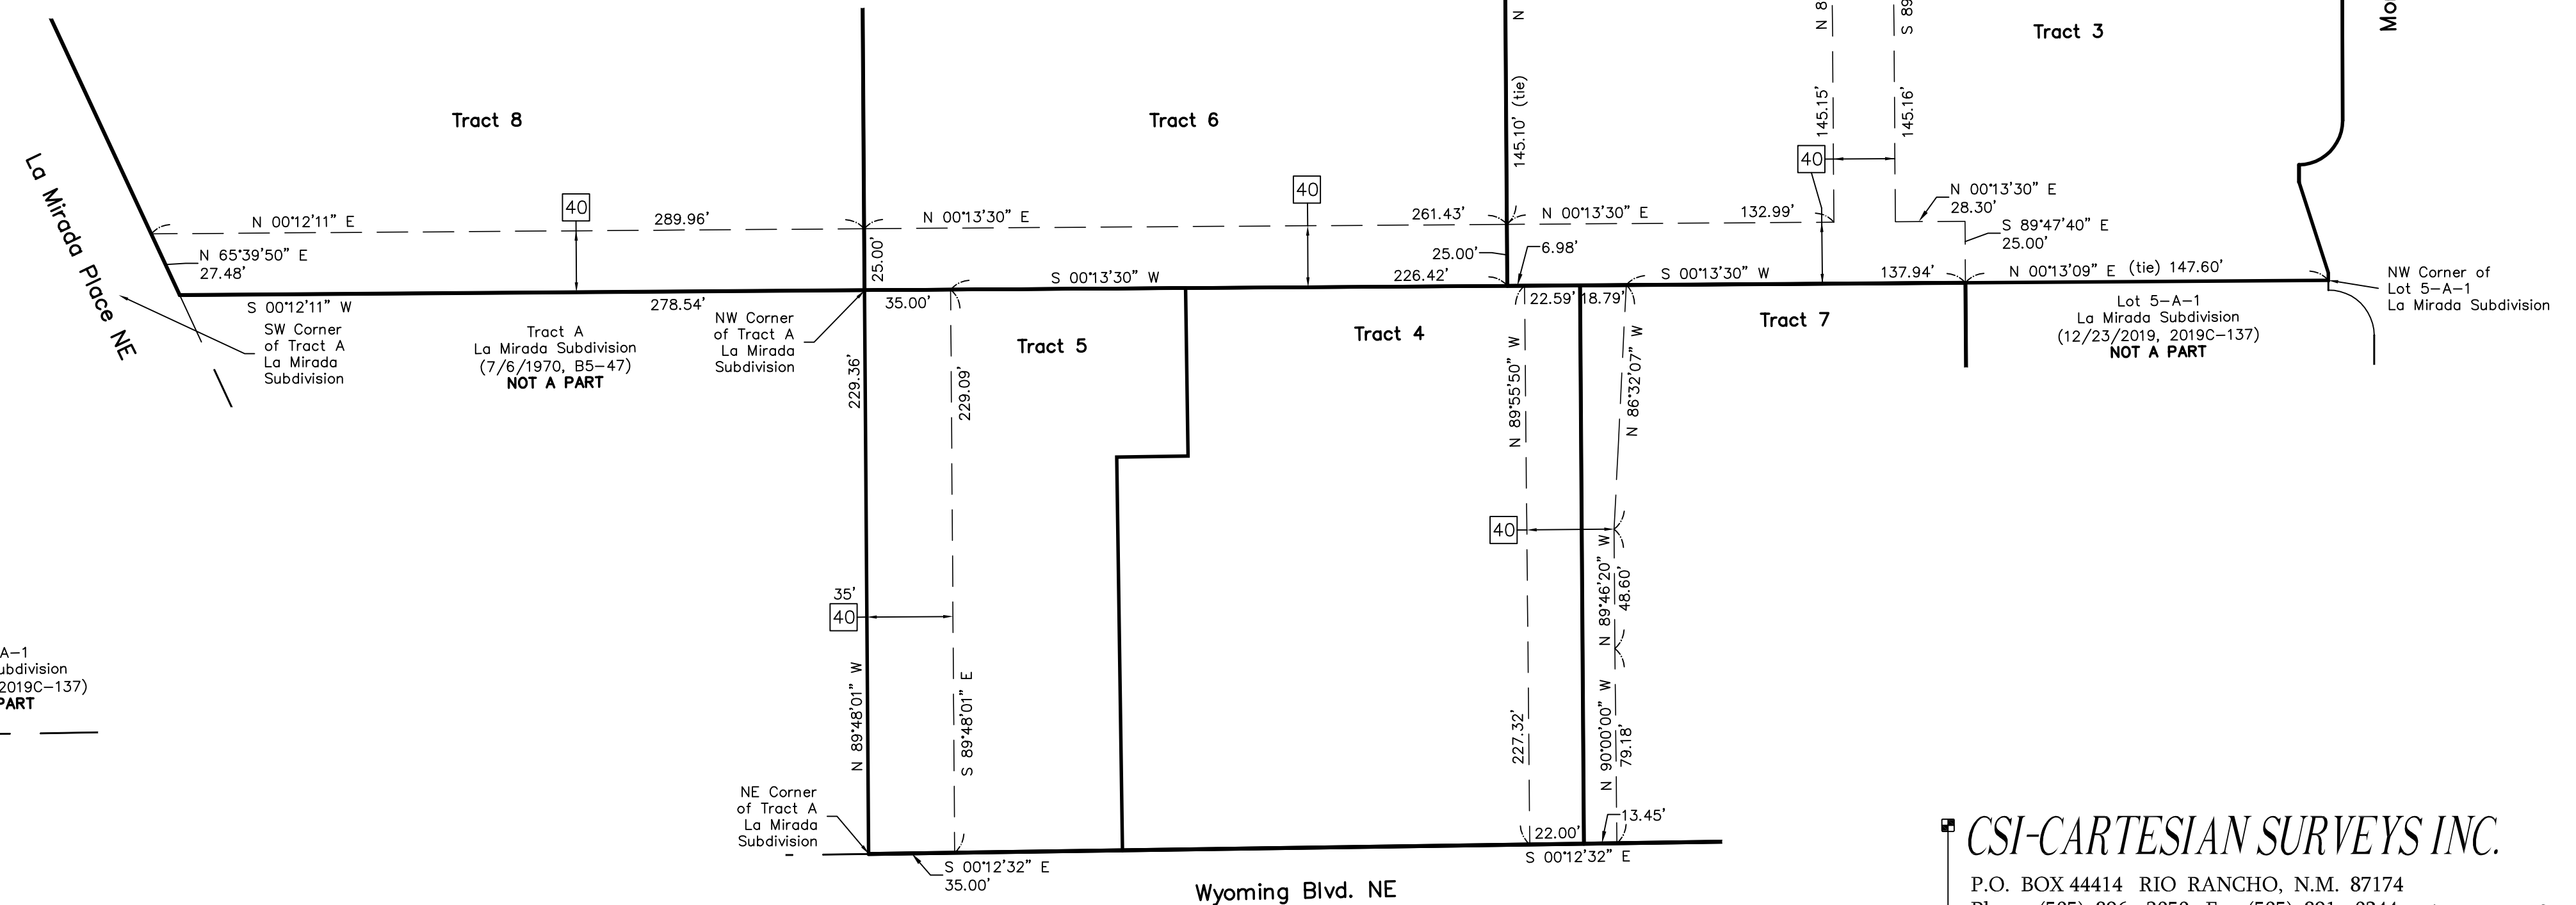 Tract 3
Mo
N
N 8
S 89
145.10' (tie)
145.15'
145.16'
Tract 8
Tract 6
La Mirada Place NE
40
40
40
N 00°12'11" E
289.96'
N 00°13'30" E
261.43'
N 00°13'30" E
132.99'
N 00°13'30" E
28.30'
S 89°47'40" E
25.00'
N 65°39'50" E
27.48'
25.00'
25.00'
6.98'
S 00°12'11" W
278.54'
35.00'
S 00°13'30" W
226.42'
22.59'
18.79'
S 00°13'30" W
137.94'
N 00°13'09" E (tie) 147.60'
NW Corner of
Lot 5-A-1
La Mirada Subdivision
SW Corner
of Tract A
La Mirada
Subdivision
Tract A
La Mirada Subdivision
(7/6/1970, B5-47)
NOT A PART
NW Corner
of Tract A
La Mirada
Subdivision
Tract 5
Tract 4
Tract 7
Lot 5-A-1
La Mirada Subdivision
(12/23/2019, 2019C-137)
NOT A PART
229.36'
229.09'
N 89°55'50" W
N 86°32'07" W
40
35'
40
N 89°46'20" W
48.60'
A-1
ubdivision
2019C-137)
PART
N 89°48'01" W
S 89°48'01" E
227.32'
N 90°00'00" W
79.18'
NE Corner
of Tract A
La Mirada
Subdivision
22.00'
13.45'
S 00°12'32" E
35.00'
S 00°12'32" E
Wyoming Blvd. NE
CSI-CARTESIAN SURVEYS INC.
P.O. BOX 44414 RIO RANCHO, N.M. 87174